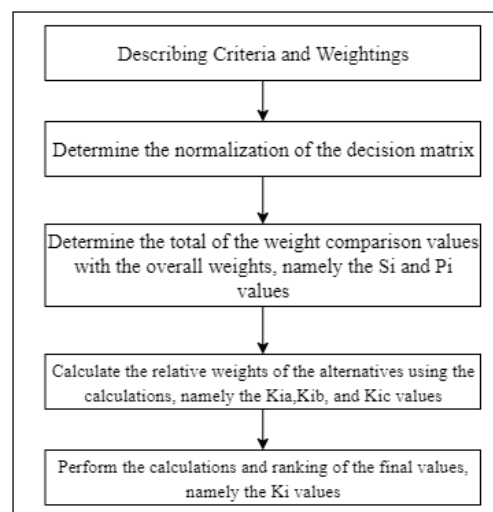 Describing Criteria and Weightings
Determine the normalization of the decision matrix
Determine the total of the weight comparison values
with the overall weights, namely the Si and Pi
values
Calculate the relative weights of the alternatives using the
calculations, namely the Kia,Kib, and Kic values
Perform the calculations and ranking of the final values,
namely the Ki values